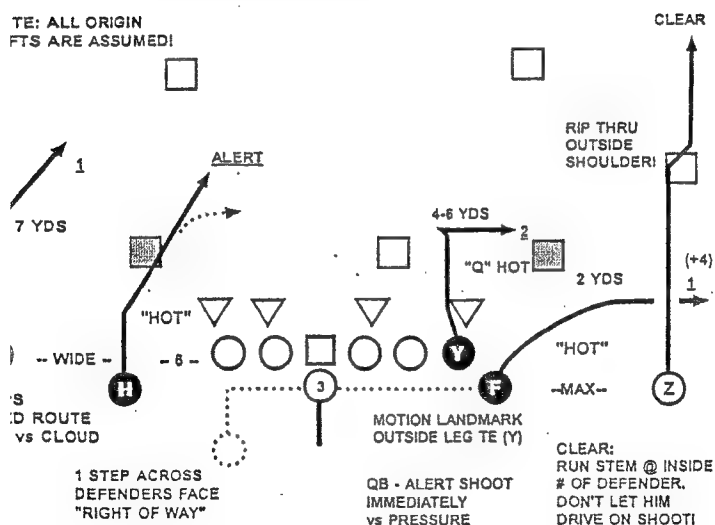 TE: ALL ORIGIN
FTS ARE ASSUMED!
CLEAR
RIP THRU
OUTSIDE
SHOULDER!
1
ALERT
7 YDS
4-6 YDS
2
"Q" HOT
2 YDS
(+4)
1
"HOT"
"HOT"
-- WIDE --
- 6 -
Y
H
3
F
--MAX--
Z
S
D ROUTE
vs CLOUD
MOTION LANDMARK
OUTSIDE LEG TE (Y)
1 STEP ACROSS
DEFENDERS FACE
"RIGHT OF WAY"
QB - ALERT SHOOT
IMMEDIATELY
vs PRESSURE
CLEAR:
RUN STEM @ INSIDE
# OF DEFENDER.
DON'T LET HIM
DRIVE ON SHOOT!